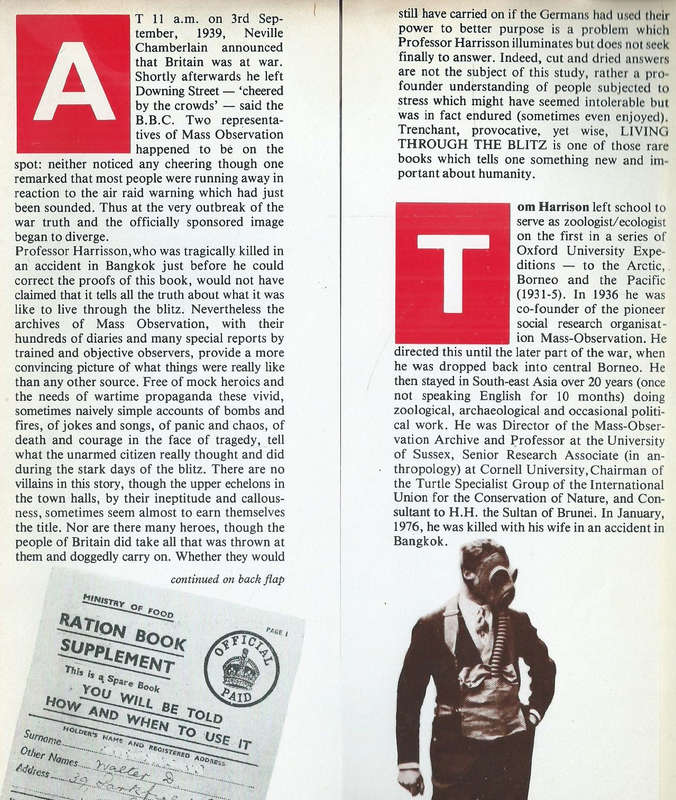 AT 11 a.m. on 3rd Sep-
tember, 1939, Neville
Chamberlain announced
that Britain was at war.
Shortly afterwards he left
Downing Street — ‘cheered
by the crowds’ — said the
B.B.C. Two representa-
tives of Mass Observation
happened to be on the
spot: neither noticed any cheering though one
remarked that most people were running away in
reaction to the air raid warning which had just
been sounded. Thus at the very outbreak of the
war truth and the officially sponsored image
began to diverge.
Professor Harrisson, who was tragically killed in
an accident in Bangkok just before he could
correct the proofs of this book, would not have
claimed that it tells all the truth about what it was
like to live through the blitz. Nevertheless the
archives of Mass Observation, with their
hundreds of diaries and many special reports by
trained and objective observers, provide a more
convincing picture of what things were really like
than any other source. Free of mock heroics and
the needs of wartime propaganda these vivid,
sometimes naively simple accounts of bombs and
fires, of jokes and songs, of panic and chaos, of
death and courage in the face of tragedy, tell
what the unarmed citizen really thought and did
during the stark days of the blitz. There are no
villains in this story, though the upper echelons in
the town halls, by their ineptitude and callous-
ness, sometimes seem almost to earn themselves
the title. Nor are there many heroes, though the
people of Britain did take all that was thrown at
them and doggedly carry on. Whether they would
continued on back flap
MINISTRY OF FOOD
PAGE 1
RATION BOOK
SUPPLEMENT
OFFICIAL
PAID
This is a Spare Book
YOU WILL BE TOLD
HOW AND WHEN TO USE IT
HOLDER'S NAME AND REGISTERED ADDRESS
Surname
Other Names Walter D
Address 39
still have carried on if the Germans had used their
power to better purpose is a problem which
Professor Harrisson illuminates but does not seek
finally to answer. Indeed, cut and dried answers
are not the subject of this study, rather a pro-
founder understanding of people subjected to
stress which might have seemed intolerable but
was in fact endured (sometimes even enjoyed).
Trenchant, provocative, yet wise, LIVING
THROUGH THE BLITZ is one of those rare
books which tells one something new and im-
portant about humanity.
Tom Harrison left school to
serve as zoologist/ecologist
on the first in a series of
Oxford University Expe-
ditions — to the Arctic,
Borneo and the Pacific
(1931-5). In 1936 he was
co-founder of the pioneer
social research organisat-
ion Mass-Observation. He
directed this until the later part of the war, when
he was dropped back into central Borneo. He
then stayed in South-east Asia over 20 years (once
not speaking English for 10 months) doing
zoological, archaeological and occasional politi-
cal work. He was Director of the Mass-Obser-
vation Archive and Professor at the University
of Sussex, Senior Research Associate (in an-
thropology) at Cornell University, Chairman of
the Turtle Specialist Group of the International
Union for the Conservation of Nature, and Con-
sultant to H.H. the Sultan of Brunei. In January,
1976, he was killed with his wife in an accident in
Bangkok.